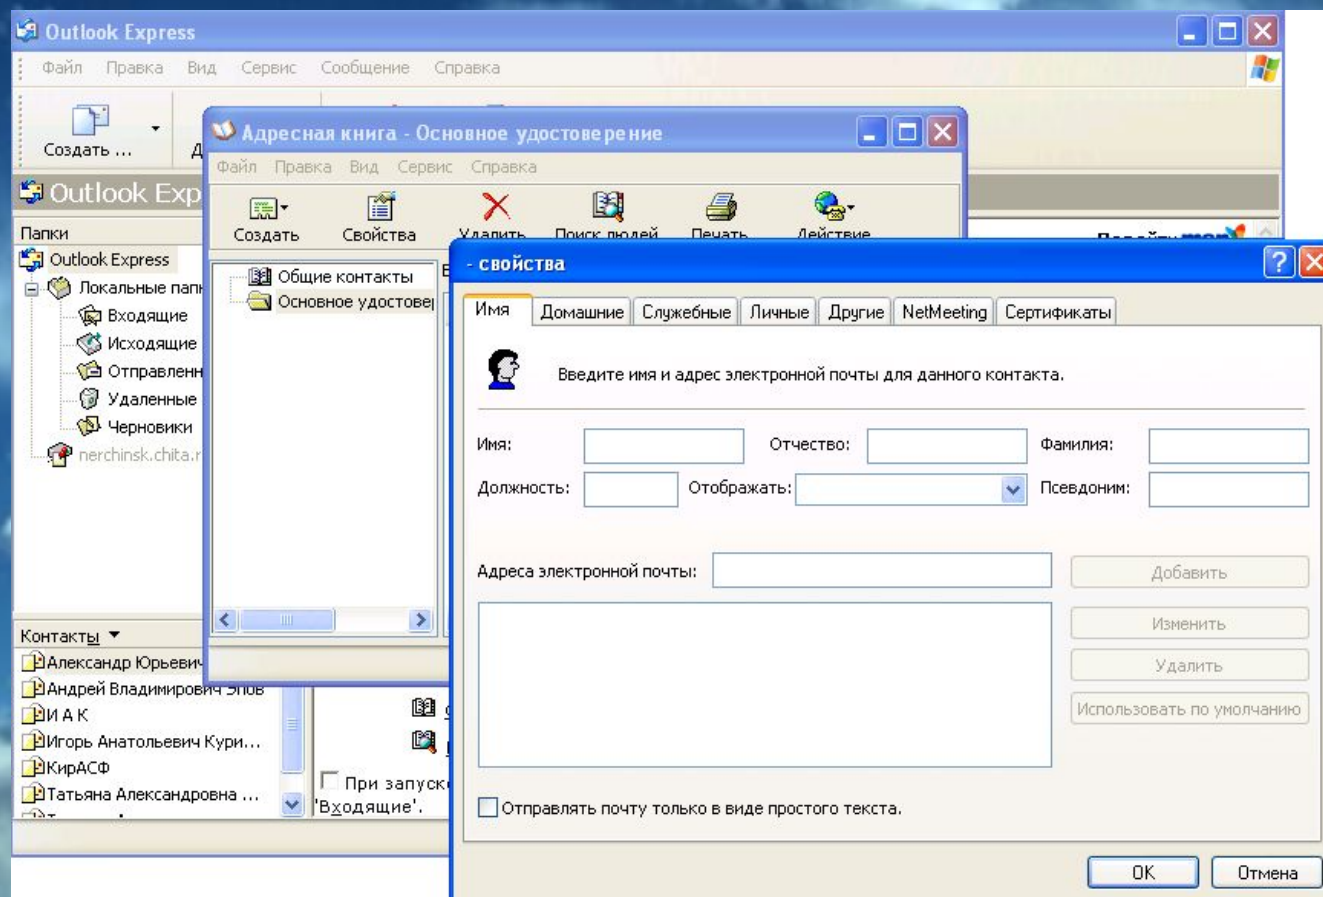 Outlook Express
Файл Правка Вид Сервис Сообщение Справка
Создать ...
Адресная книга - Основное удостоверение
Файл Правка Вид Сервис Справка
Outlook Exp
Создать Свойства Удалить Поиск людей Печать Действие
Папки
Outlook Express
Локальные пап
Входящие
Исходящие
Отправленн
Удаленные
Черновики
nerchinsk.chita.r
Общие контакты
Основное удостовер
- свойства
Имя Домашние Служебные Личные Другие NetMeeting Сертификаты
Введите имя и адрес электронной почты для данного контакта.
Имя: Отчество: Фамилия:
Должность: Отображать: Псевдоним:
Адреса электронной почты: Добавить
Изменить
Удалить
Использовать по умолчанию
Отправлять почту только в виде простого текста.
OK Отмена
Контакты
Александр Юрьевич
Андрей Владимирович Эпов
И А К
Игорь Анатольевич Кури...
КирАСФ
Татьяна Александровна ...
При запуск
'Входящие'.